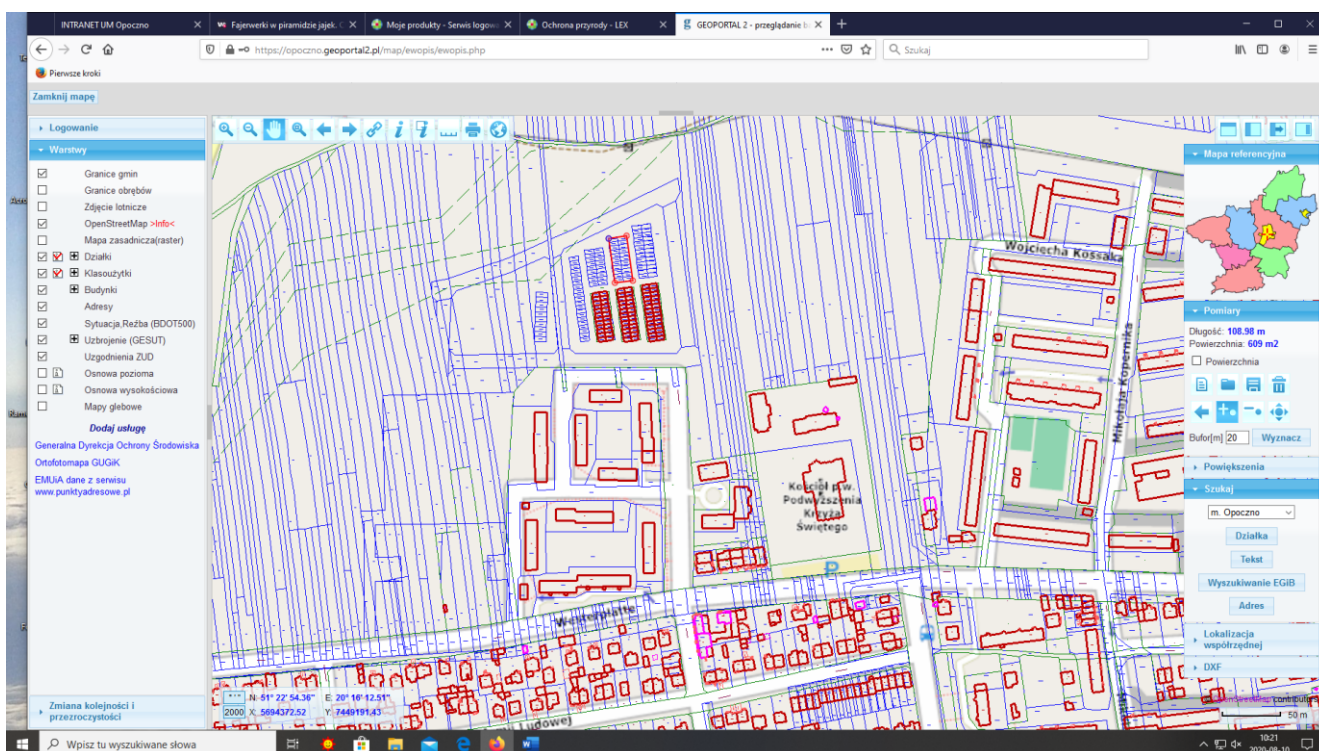 INTRANET UM Opoczno
Fajerwerki w piramidzie jajek.
Moje produkty - Serwis logow
Ochrona przyrody - LEX
GEOPORTAL 2 - przeglądanie b
https://opoczno.geoportal2.pl/map/ewopis/ewopis.php
Szukaj
Pierwsze kroki
Zamknij mapę
Logowanie
Warstwy
Granice gmin
Granice obrębów
Zdjęcie lotnicze
OpenStreetMap >Info<
Mapa zasadnicza(raster)
Działki
Klasoużytki
Budynki
Adresy
Sytuacja,Reźba (BDOT500)
Uzbrojenie (GESUT)
Uzgodnienia ZUD
Osnowa pozioma
Osnowa wysokościowa
Mapy glebowe
Dodaj usługę
Generalna Dyrekcja Ochrony Środowiska
Ortofotomapa GUGiK
EMUiA dane z serwisu
www.punktyadresowe.pl
Zmiana kolejności i
przezroczystości
Wojciecha Kossaka
Mikołaja Kopernika
Kościół p.w.
Podwyższenia
Krzyża
Świętego
P
Westerplatte
Ludowej
N: 51° 22' 54.36" E: 20° 16'12.51"
2000 X: 5694372.52 Y: 7449191.43
Mapa referencyjna
Pomiary
Długość: 108.98 m
Powierzchnia: 609 m2
Powierzchnia
Bufor[m] 20 Wyznacz
Powiększenia
Szukaj
m. Opoczno
Działka
Tekst
Wyszukiwanie EGiB
Adres
Lokalizacja
współrzędnej
DXF
contributors
50 m
Wpisz tu wyszukiwane słowa
10:21
2020-08-10